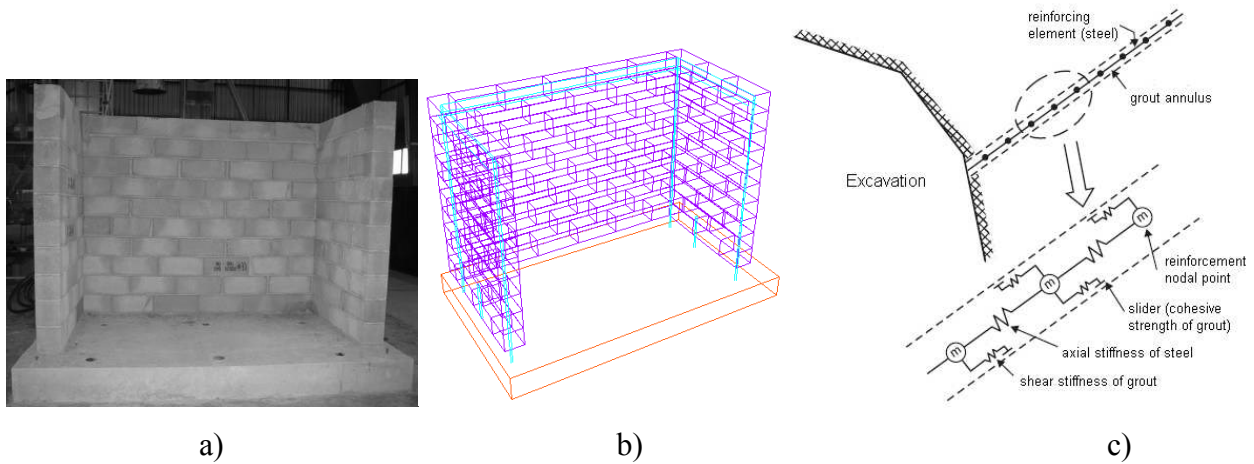 reinforcing
element (steel)
grout annulus
Excavation
m
reinforcement
nodal point
m
slider (cohesive
strength of grout)
m
axial stiffness of steel
shear stiffness of grout
a)
b)
c)